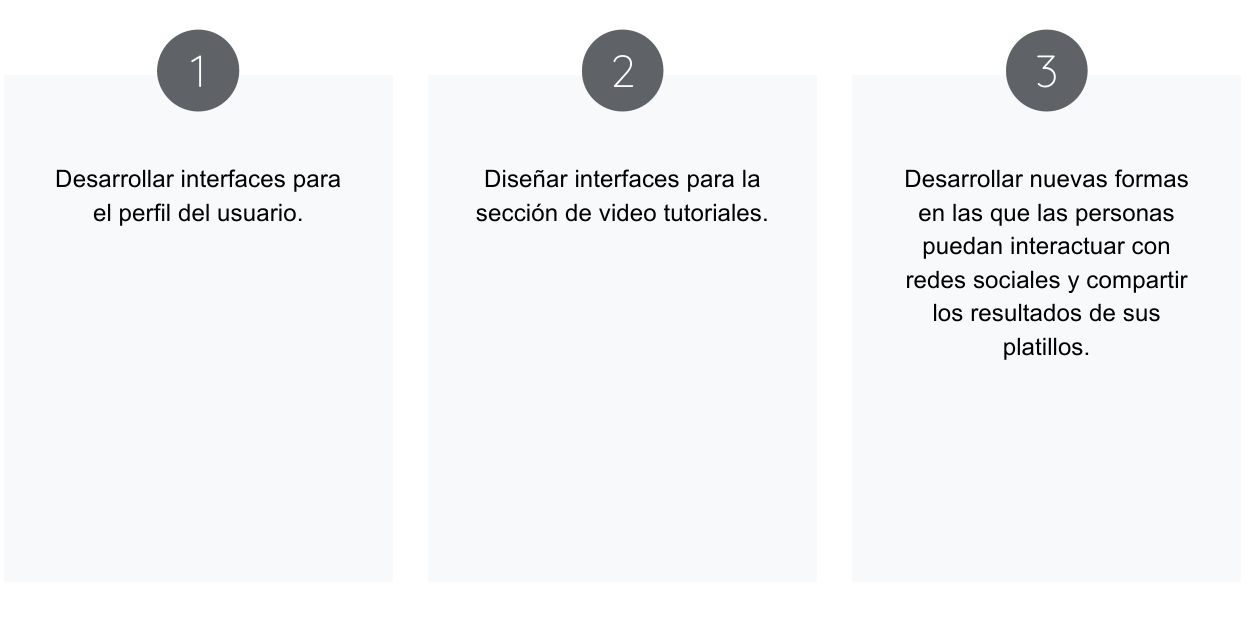 1
Desarrollar interfaces para
el perfil del usuario.
2
Diseñar interfaces para la
sección de video tutoriales.
3
Desarrollar nuevas formas
en las que las personas
puedan interactuar con
redes sociales y compartir
los resultados de sus
platillos.